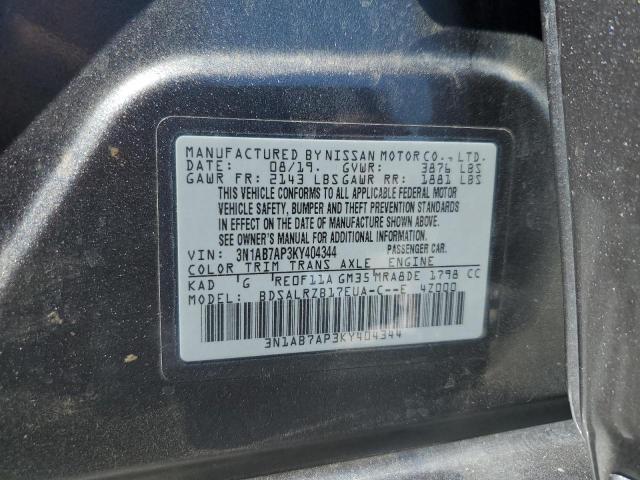 MANUFACTURED BY NISSAN MOTOR CO., LTD.
DATE: 08/19. GVWR: 3876 LBS
GAWR FR: 2143 LBS GAWR RR: 1881 LBS
THIS VEHICLE CONFORMS TO ALL APPLICABLE FEDERAL MOTOR
VEHICLE SAFETY, BUMPER AND THEFT PREVENTION STANDARDS
IN EFFECT ON THE DATE OF MANUFACTURE SHOWN ABOVE.
SEE OWNER'S MANUAL FOR ADDITIONAL INFORMATION.
VIN: 3N1AB7AP3KY404344 PASSENGER CAR.
COLOR TRIM TRANS AXLE ENGINE
KAD G RE0F11A GM35 MRA8DE 1798 CC
MODEL: BDSALRZB17EUA-C--E 4Z000
3N1AB7AP3KY404344